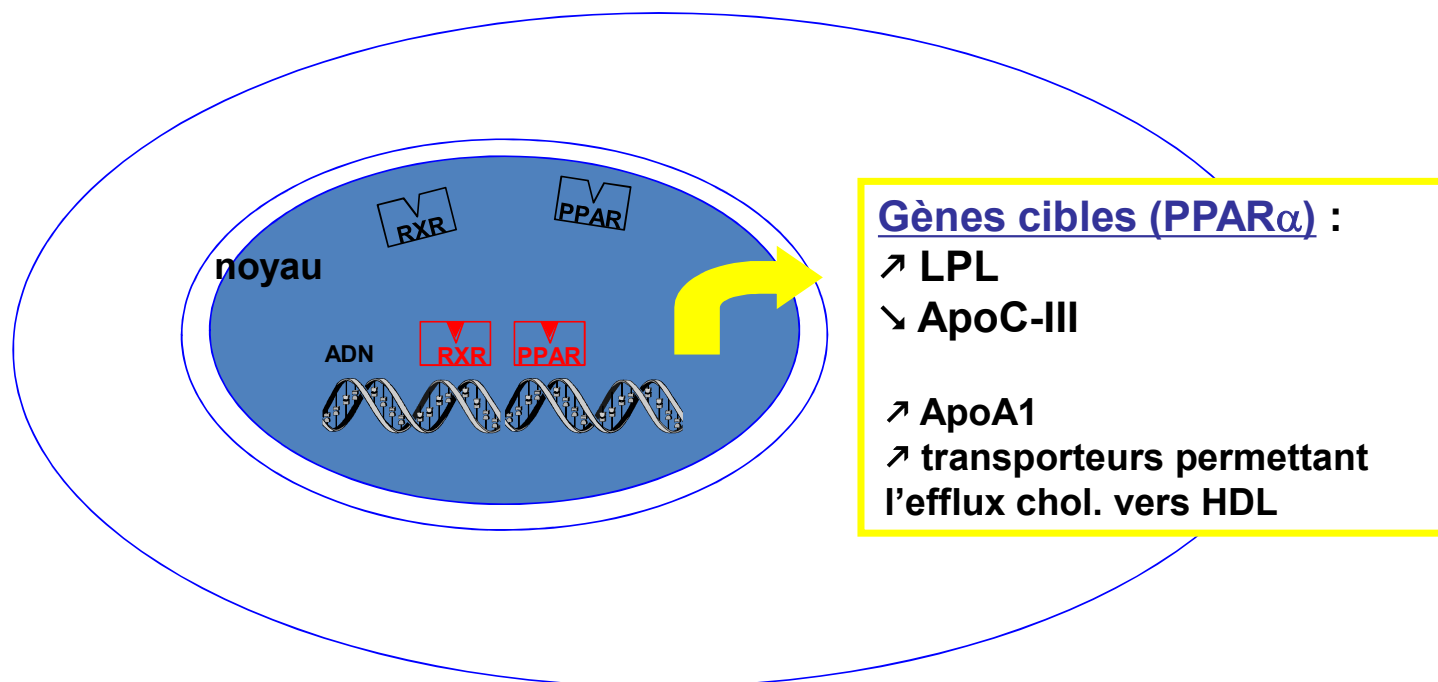 RXR
PPAR
noyau
ADN
RXR
PPAR
Gènes cibles (PPARα) :
↗ LPL
↘ ApoC-III
↗ ApoA1
↗ transporteurs permettant
l’efflux chol. vers HDL